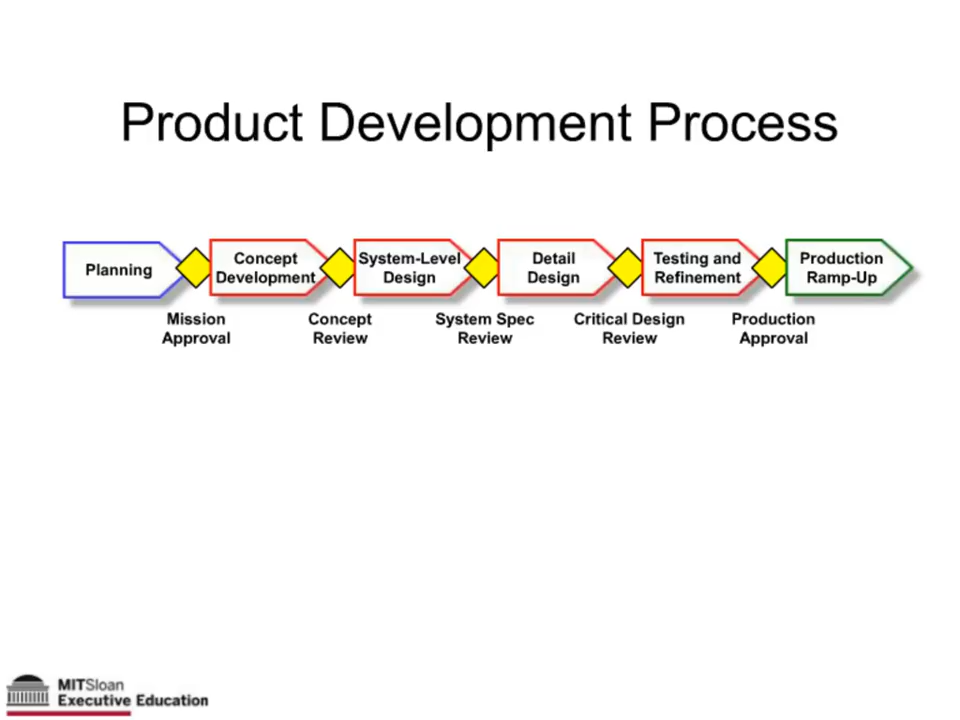 Product Development Process
Planning
Concept
Development
System-Level
Design
Detail
Design
Testing and
Refinement
Production
Ramp-Up
Mission
Approval
Concept
Review
System Spec
Review
Critical Design
Review
Production
Approval
MITSloan
Executive Education